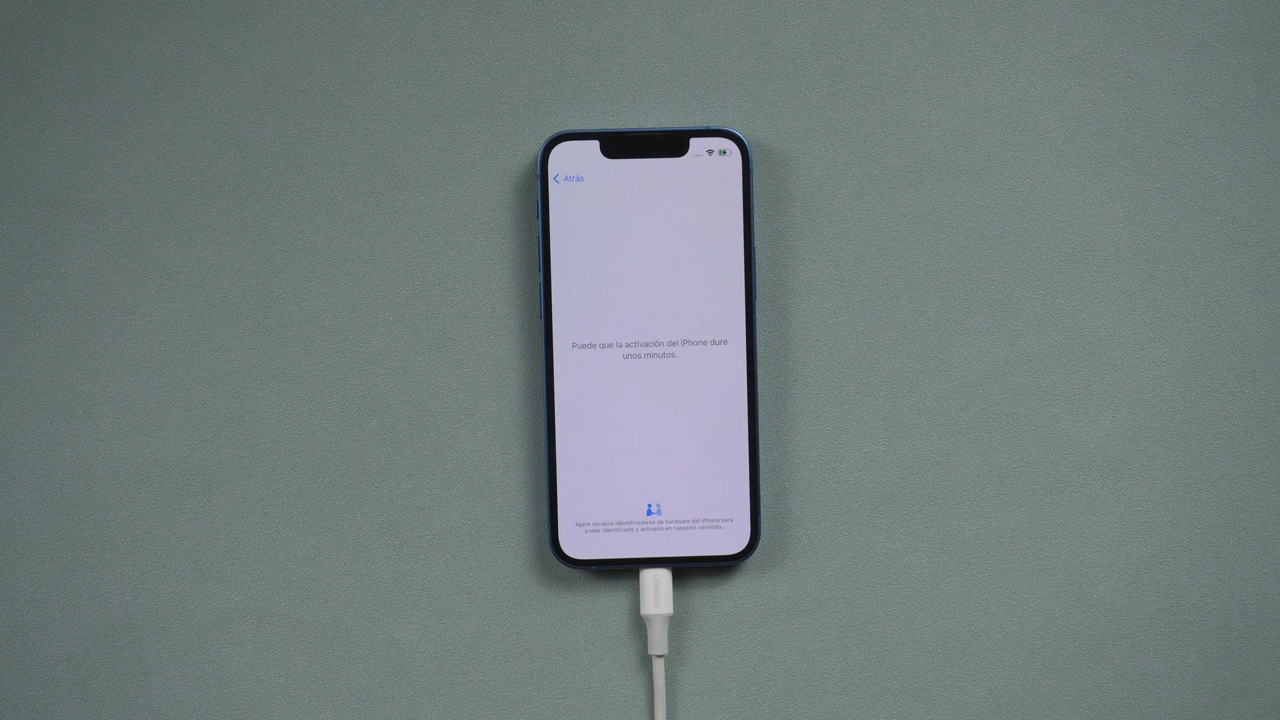 Atrás
Puede que la activación del iPhone dure
unos minutos.
Apple recopila identificadores de hardware del iPhone para
poder identificarlo y activarlo en nuestros servicios.
UGREEN